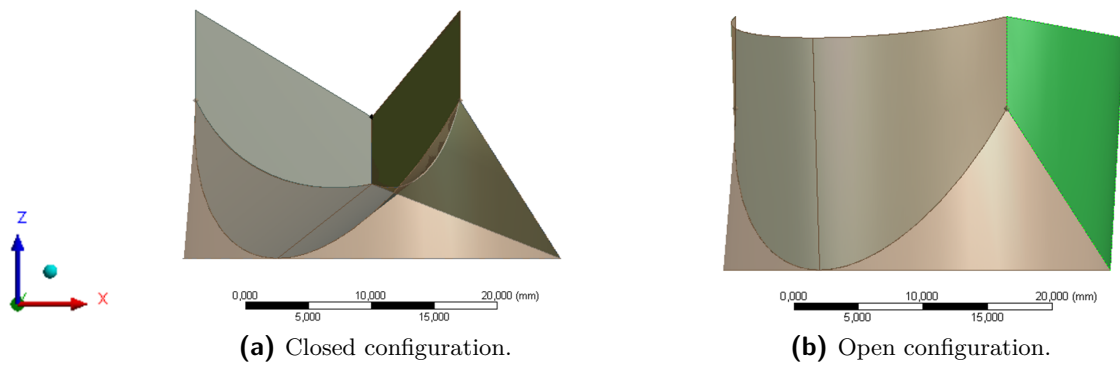 Z
X
0,000 10,000 20,000 (mm)
5,000 15,000
(a) Closed configuration.
0,000 10,000 20,000 (mm)
5,000 15,000
(b) Open configuration.